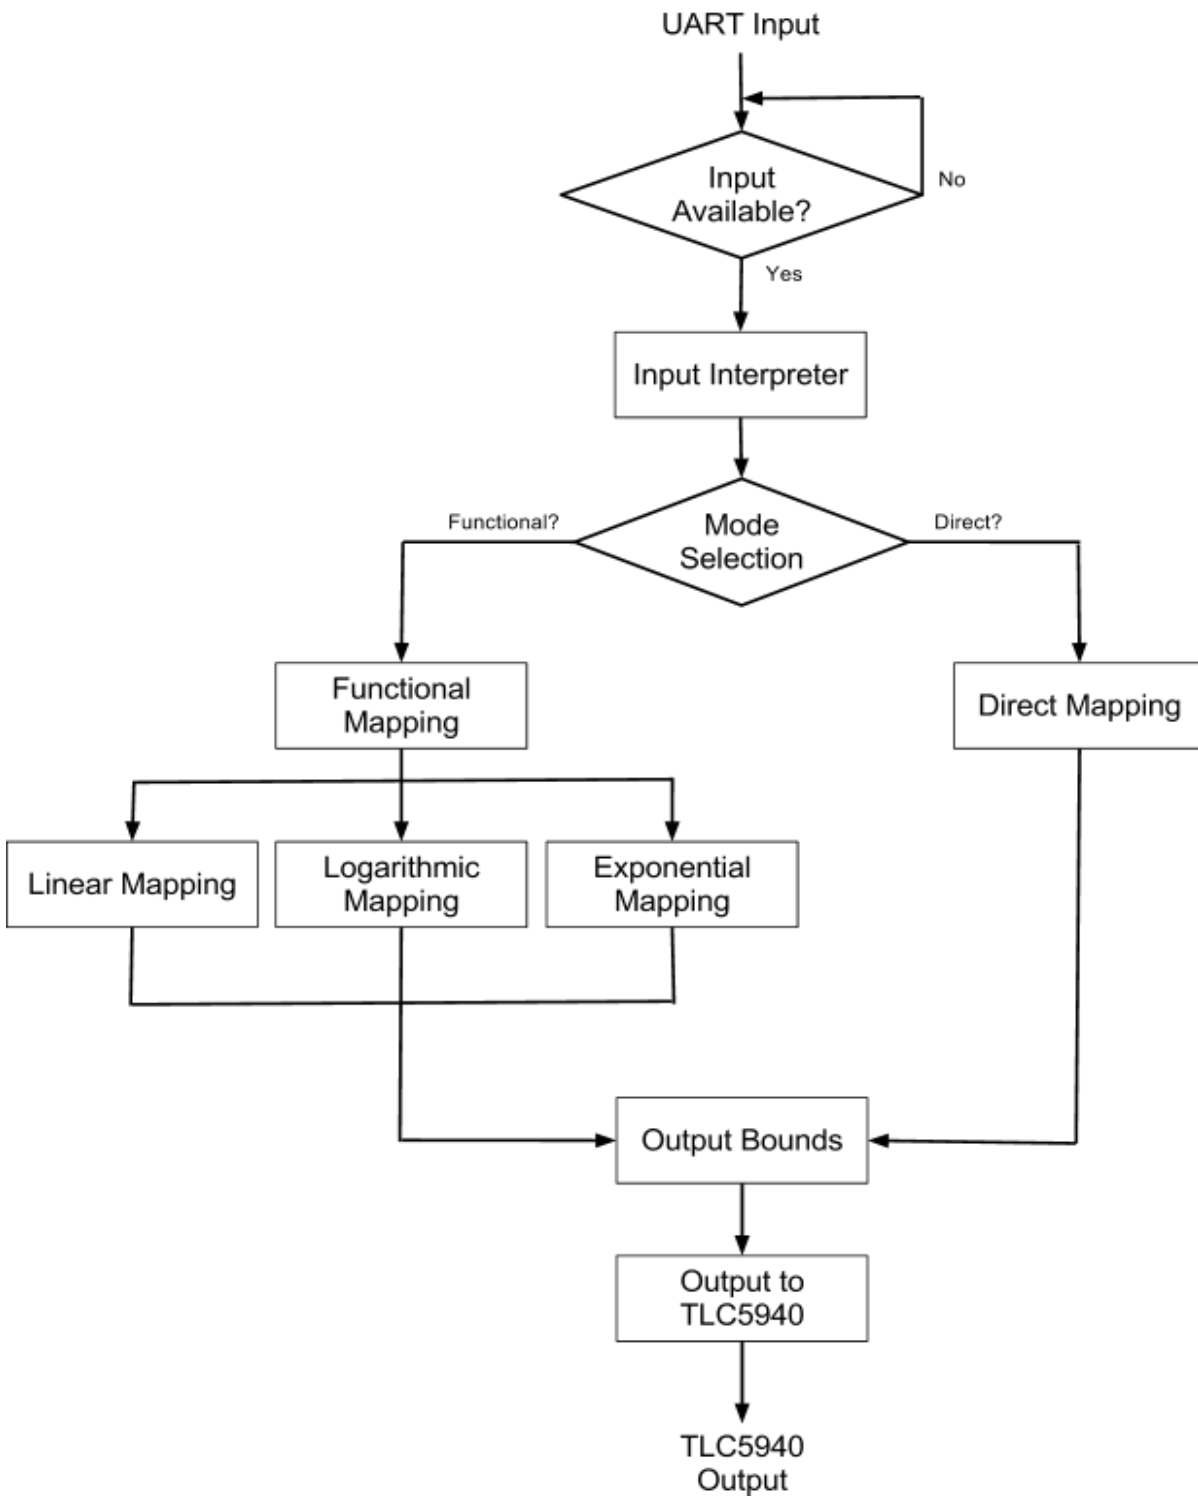 UART Input
Input
Available?
No
Yes
Input Interpreter
Functional?
Mode
Selection
Direct?
Functional
Mapping
Direct Mapping
Linear Mapping
Logarithmic
Mapping
Exponential
Mapping
Output Bounds
Output to
TLC5940
TLC5940
Output